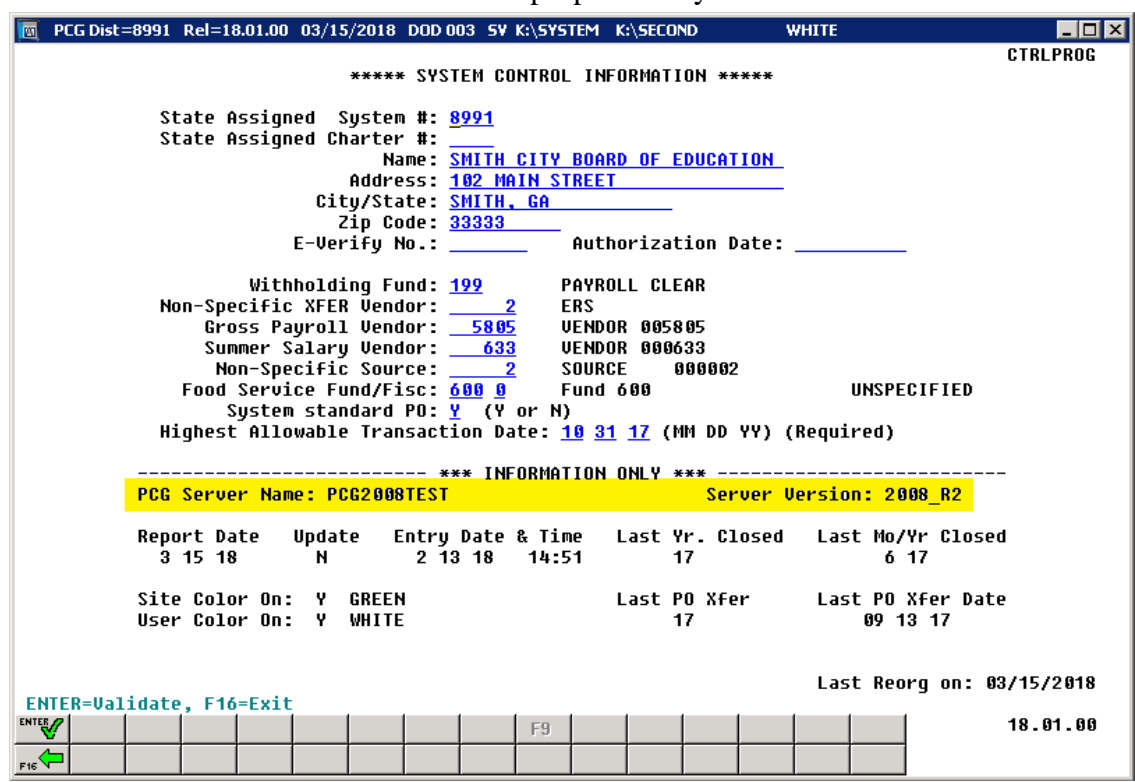 PCG Dist=8991 Rel=18.01.00 03/15/2018 DOD 003 SV K:\SYSTEM K:\SECOND WHITE
CTRLPROG
***** SYSTEM CONTROL INFORMATION *****
State Assigned System #: 8991
State Assigned Charter #:
Name: SMITH CITY BOARD OF EDUCATION
Address: 102 MAIN STREET
City/State: SMITH, GA
Zip Code: 33333
E-Verify No.: Authorization Date:
Withholding Fund: 199 PAYROLL CLEAR
Non-Specific XFER Vendor: 2 ERS
Gross Payroll Vendor: 5805 VENDOR 005805
Summer Salary Vendor: 633 VENDOR 000633
Non-Specific Source: 2 SOURCE 000002
Food Service Fund/Fisc: 600 0 Fund 600 UNSPECIFIED
System standard PO: Y (Y or N)
Highest Allowable Transaction Date: 10 31 17 (MM DD YY) (Required)
-------------------------- *** INFORMATION ONLY *** --------------------------
PCG Server Name: PCG2008TEST Server Version: 2008_R2
Report Date Update Entry Date & Time Last Yr. Closed Last Mo/Yr Closed
3 15 18 N 2 13 18 14:51 17 6 17
Site Color On: Y GREEN Last PO Xfer Last PO Xfer Date
User Color On: Y WHITE 17 09 13 17
Last Reorg on: 03/15/2018
ENTER=Validate, F16=Exit
ENTER F9 18.01.00
F16